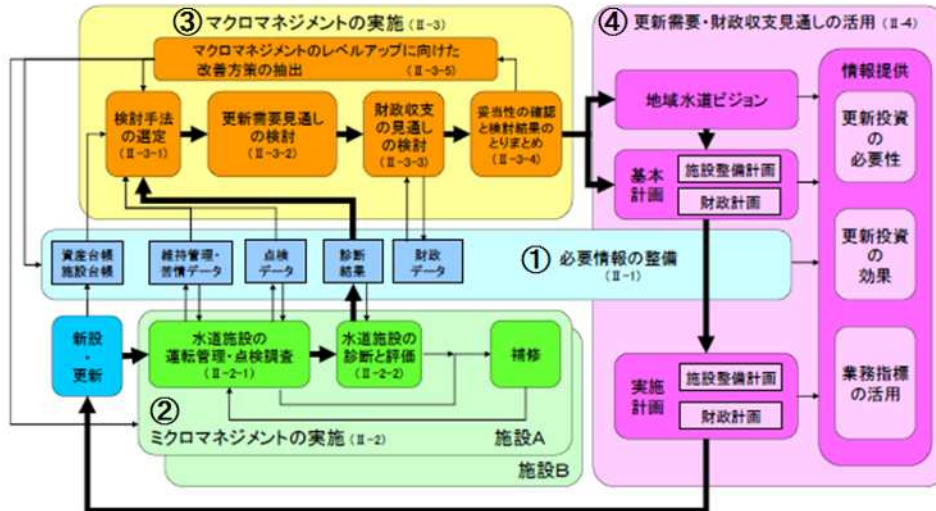 ③マクロマネジメントの実施(Ⅱ-3)
マクロマネジメントのレベルアップに向けた
改善方策の抽出 (Ⅱ-3-5)
検討手法
の選定
(Ⅱ-3-1)
更新需要見通し
の検討
(Ⅱ-3-2)
財政収支
の見通し
の検討
(Ⅱ-3-3)
妥当性の確認
と検討結果の
とりまとめ
(Ⅱ-3-4)
④更新需要・財政収支見通しの活用(Ⅱ-4)
地域水道ビジョン
基本
計画
施設整備計画
財政計画
情報提供
更新投資
の
必要性
更新投資
の
効果
業務指標
の活用
資産台帳
施設台帳
維持管理・
苦情データ
点検
データ
診断
結果
財政
データ
①必要情報の整備
(Ⅱ-1)
新設
・
更新
水道施設の
運転管理・点検調査
(Ⅱ-2-1)
水道施設の
診断と評価
(Ⅱ-2-2)
補修
②
ミクロマネジメントの実施(Ⅱ-2)
施設A
施設B
実施
計画
施設整備計画
財政計画